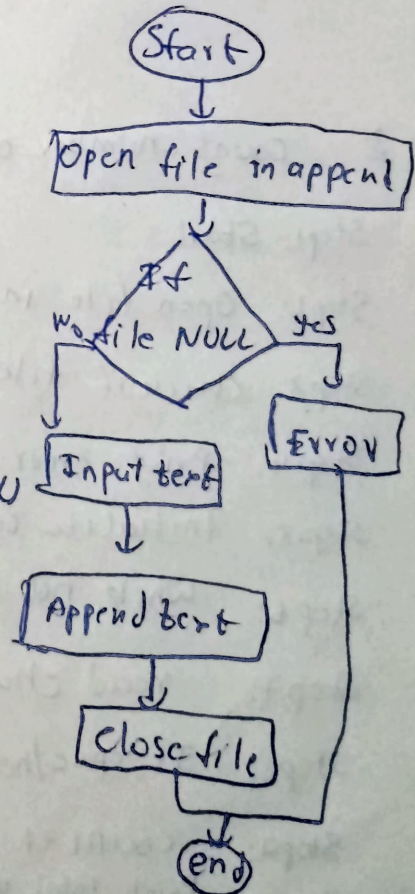 Start
Open file in append
If
file NULL
No
yes
Error
Input text
Append text
Close file
end